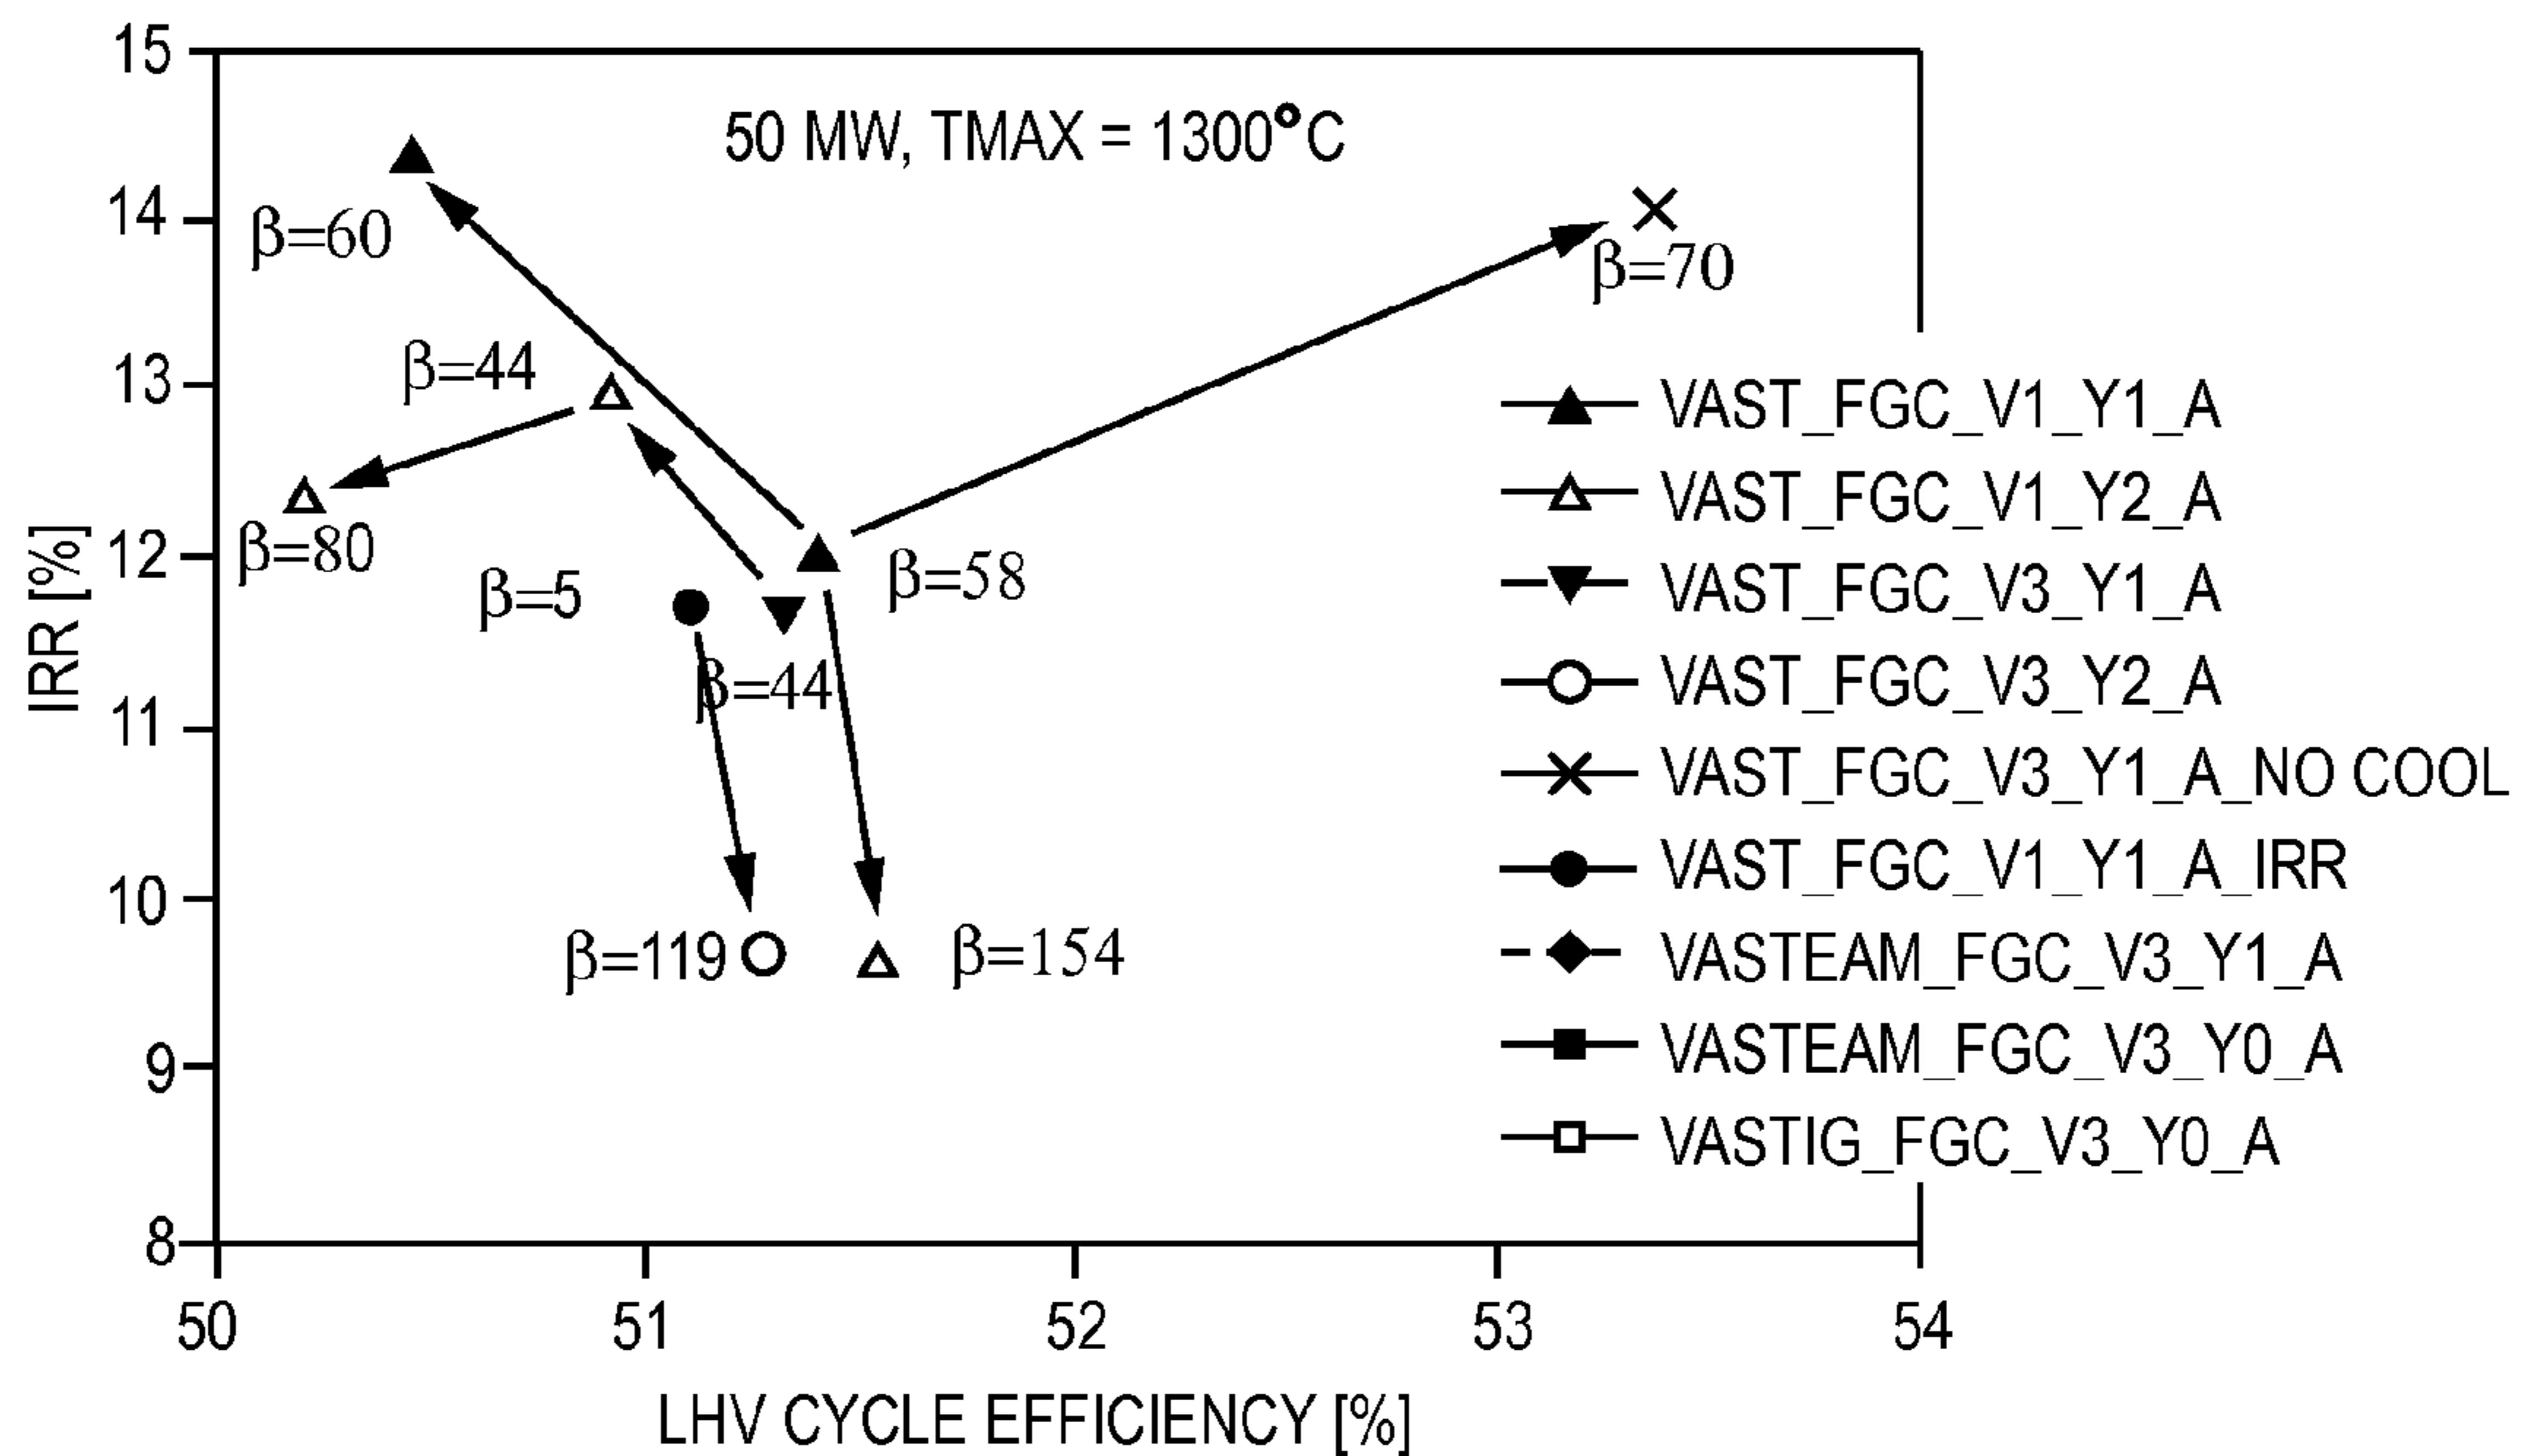 15
50 MW, TMAX = 1300°C
14
β=60
β=70
13
β=44
VAST_FGC_V1_Y1_A
VAST_FGC_V1_Y2_A
12
β=80
β=5
β=58
VAST_FGC_V3_Y1_A
IRR [%]
11
β=44
VAST_FGC_V3_Y2_A
VAST_FGC_V3_Y1_A_NO COOL
10
VAST_FGC_V1_Y1_A_IRR
β=119
β=154
VASTEAM_FGC_V3_Y1_A
9
VASTEAM_FGC_V3_Y0_A
VASTIG_FGC_V3_Y0_A
8
50 51 52 53 54
LHV CYCLE EFFICIENCY [%]